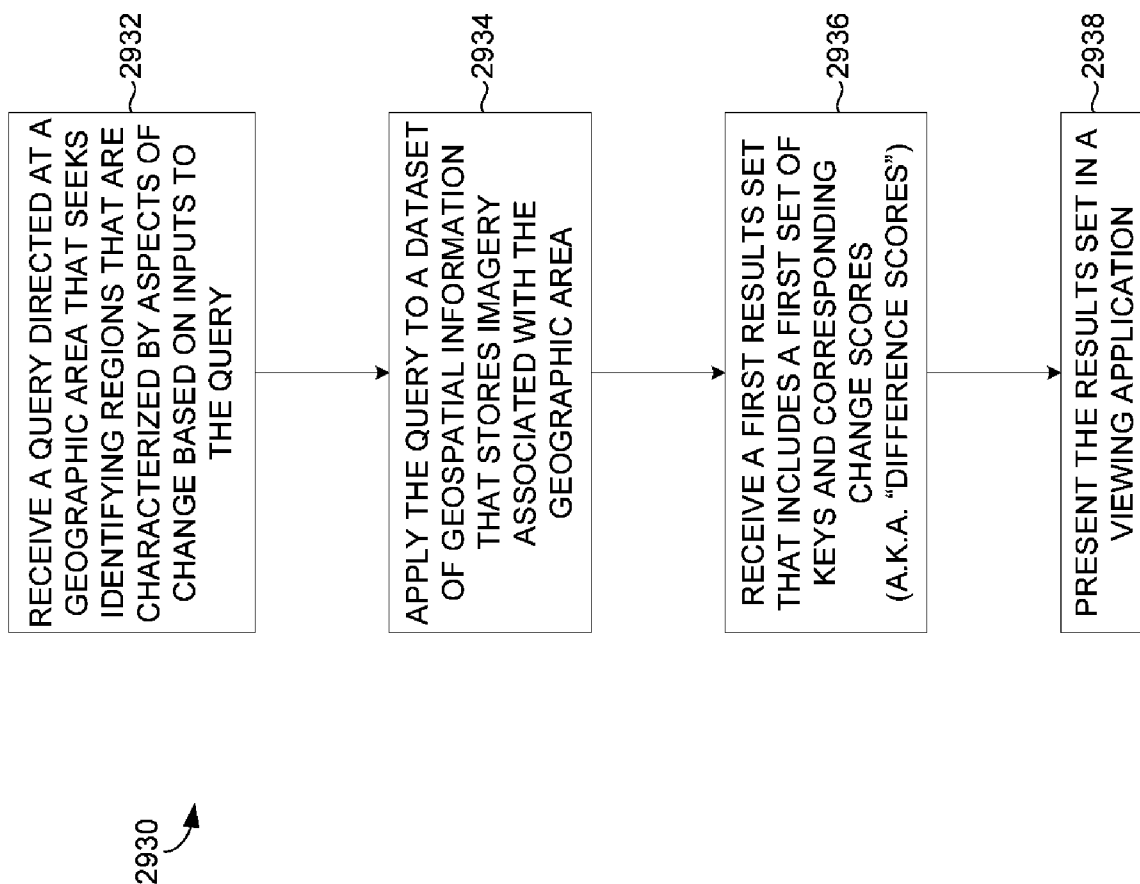 2930
RECEIVE A QUERY DIRECTED AT A
GEOGRAPHIC AREA THAT SEEKS
IDENTIFYING REGIONS THAT ARE
CHARACTERIZED BY ASPECTS OF
CHANGE BASED ON INPUTS TO
THE QUERY
2932
APPLY THE QUERY TO A DATASET
OF GEOSPATIAL INFORMATION
THAT STORES IMAGERY
ASSOCIATED WITH THE
GEOGRAPHIC AREA
2934
RECEIVE A FIRST RESULTS SET
THAT INCLUDES A FIRST SET OF
KEYS AND CORRESPONDING
CHANGE SCORES
(A.K.A. “DIFFERENCE SCORES”)
2936
PRESENT THE RESULTS SET IN A
VIEWING APPLICATION
2938